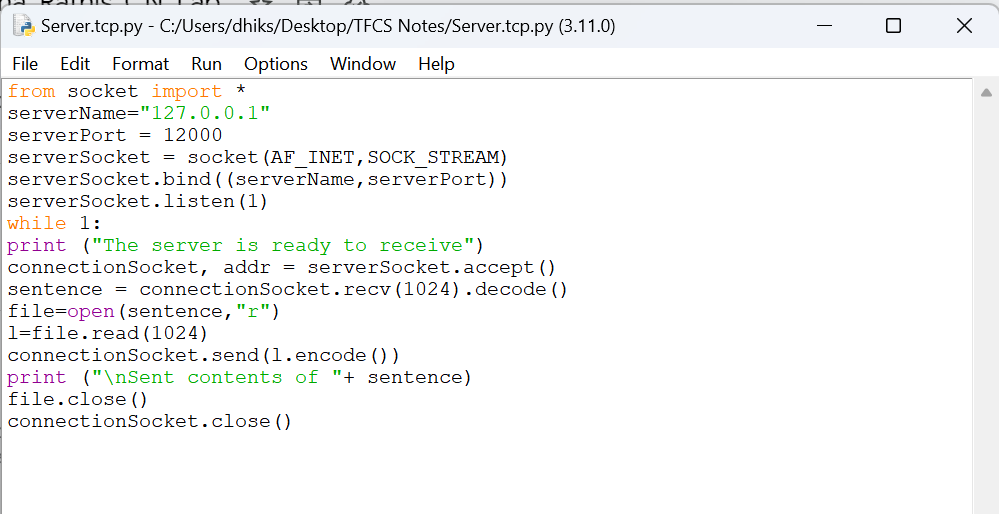 Server.tcp.py - C:/Users/dhiks/Desktop/TFCS Notes/Server.tcp.py (3.11.0)
File Edit Format Run Options Window Help
from socket import *
serverName="127.0.0.1"
serverPort = 12000
serverSocket = socket(AF_INET,SOCK_STREAM)
serverSocket.bind((serverName,serverPort))
serverSocket.listen(1)
while 1:
print ("The server is ready to receive")
connectionSocket, addr = serverSocket.accept()
sentence = connectionSocket.recv(1024).decode()
file=open(sentence,"r")
l=file.read(1024)
connectionSocket.send(l.encode())
print ("\nSent contents of "+ sentence)
file.close()
connectionSocket.close()